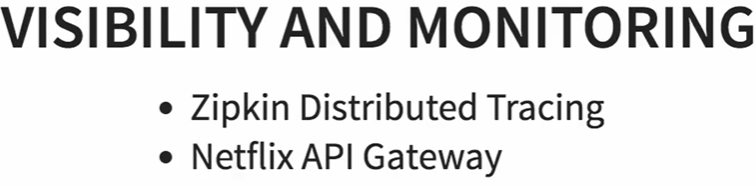 VISIBILITY AND MONITORING
• Zipkin Distributed Tracing
• Netflix API Gateway